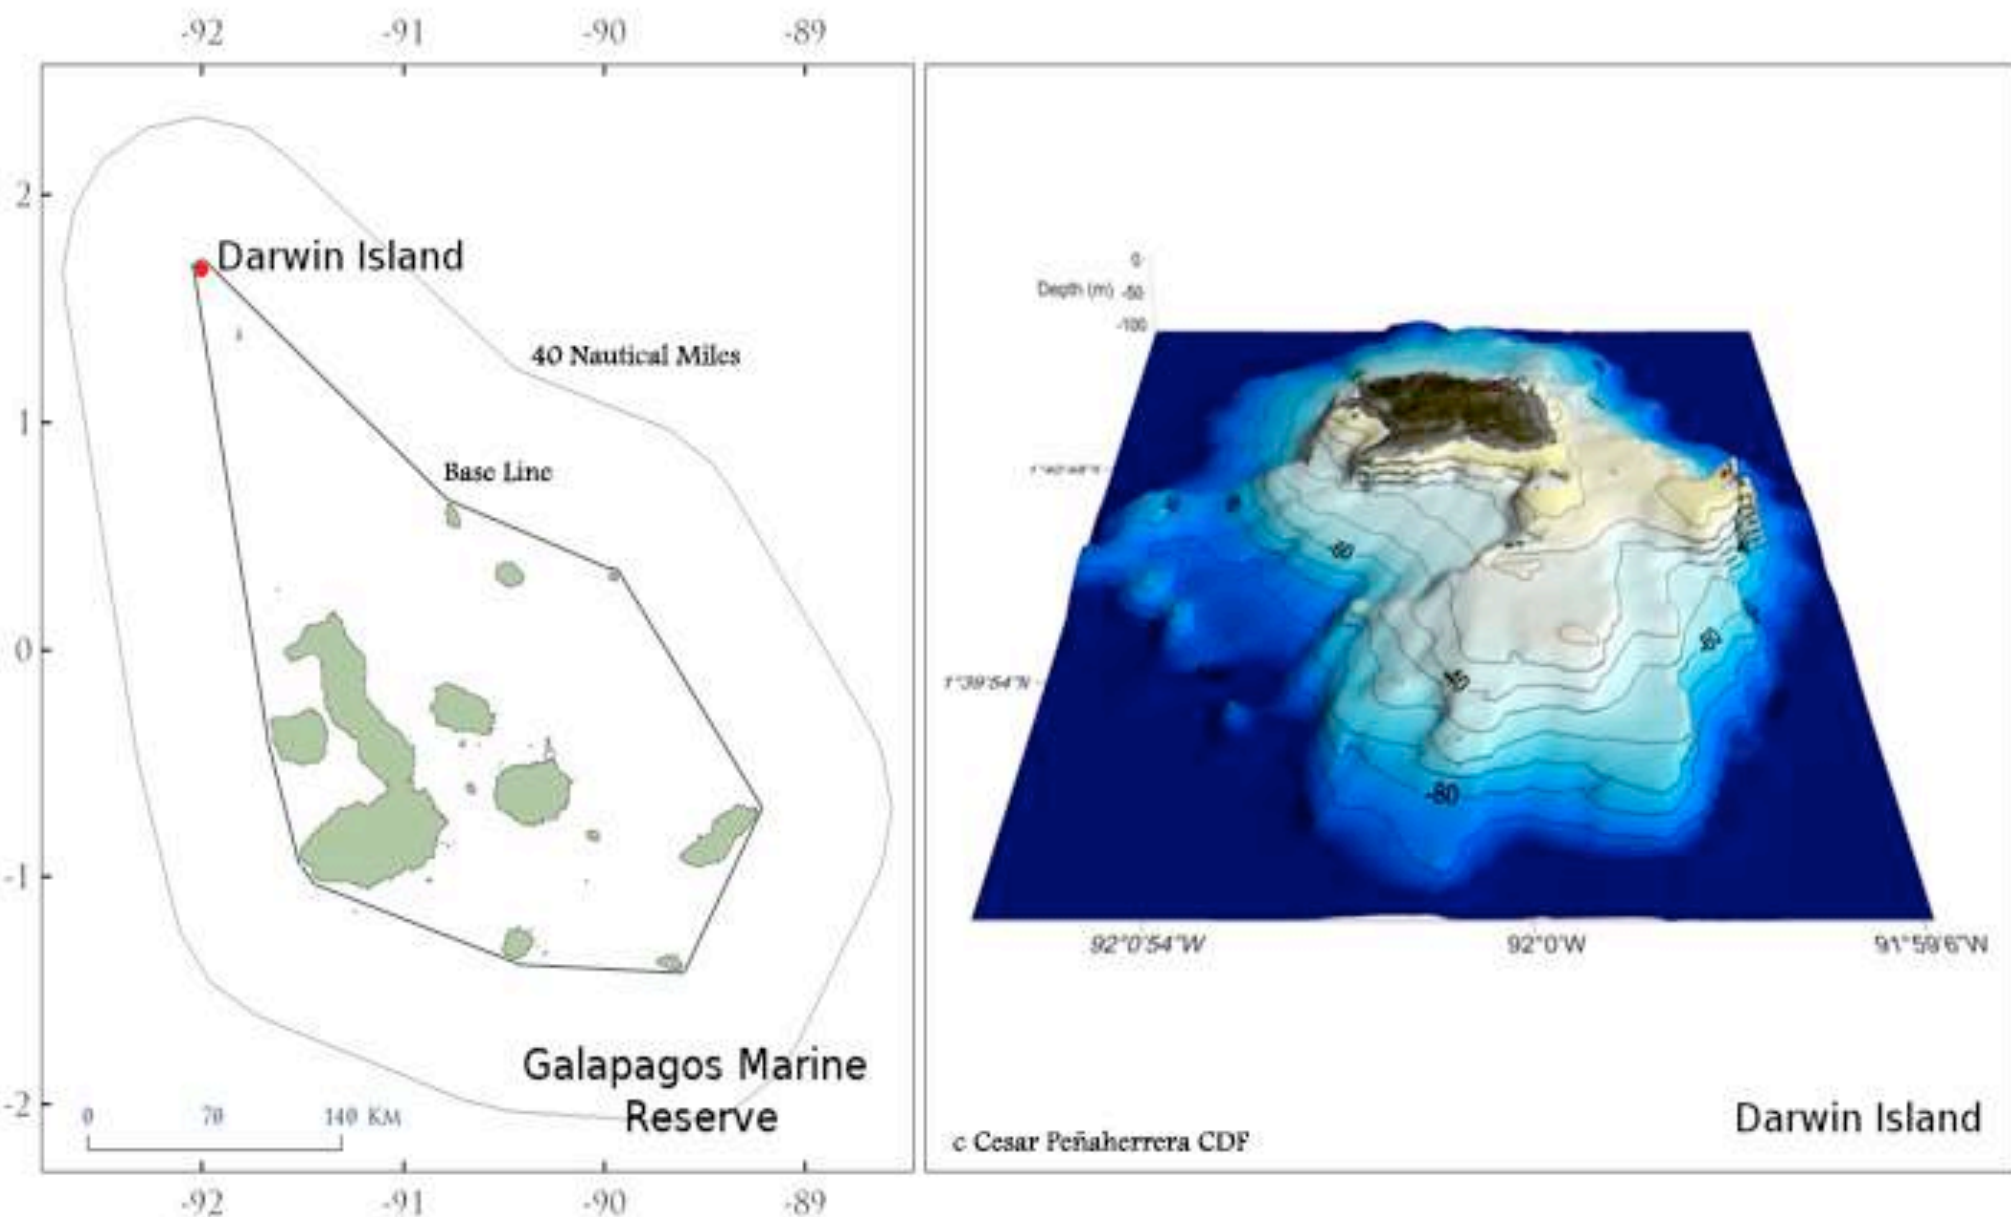 -92 -91 -90 -89
2
1
0
-1
-2
Darwin Island
40 Nautical Miles
Base Line
Galapagos Marine
Reserve
0 70 140 KM
-92 -91 -90 -89
0
Depth (m) -50
-100
1°39'54"N
-60
-80
92°0'54"W 92°0'W 91°59'6"W
c Cesar Peñaherrera CDF
Darwin Island